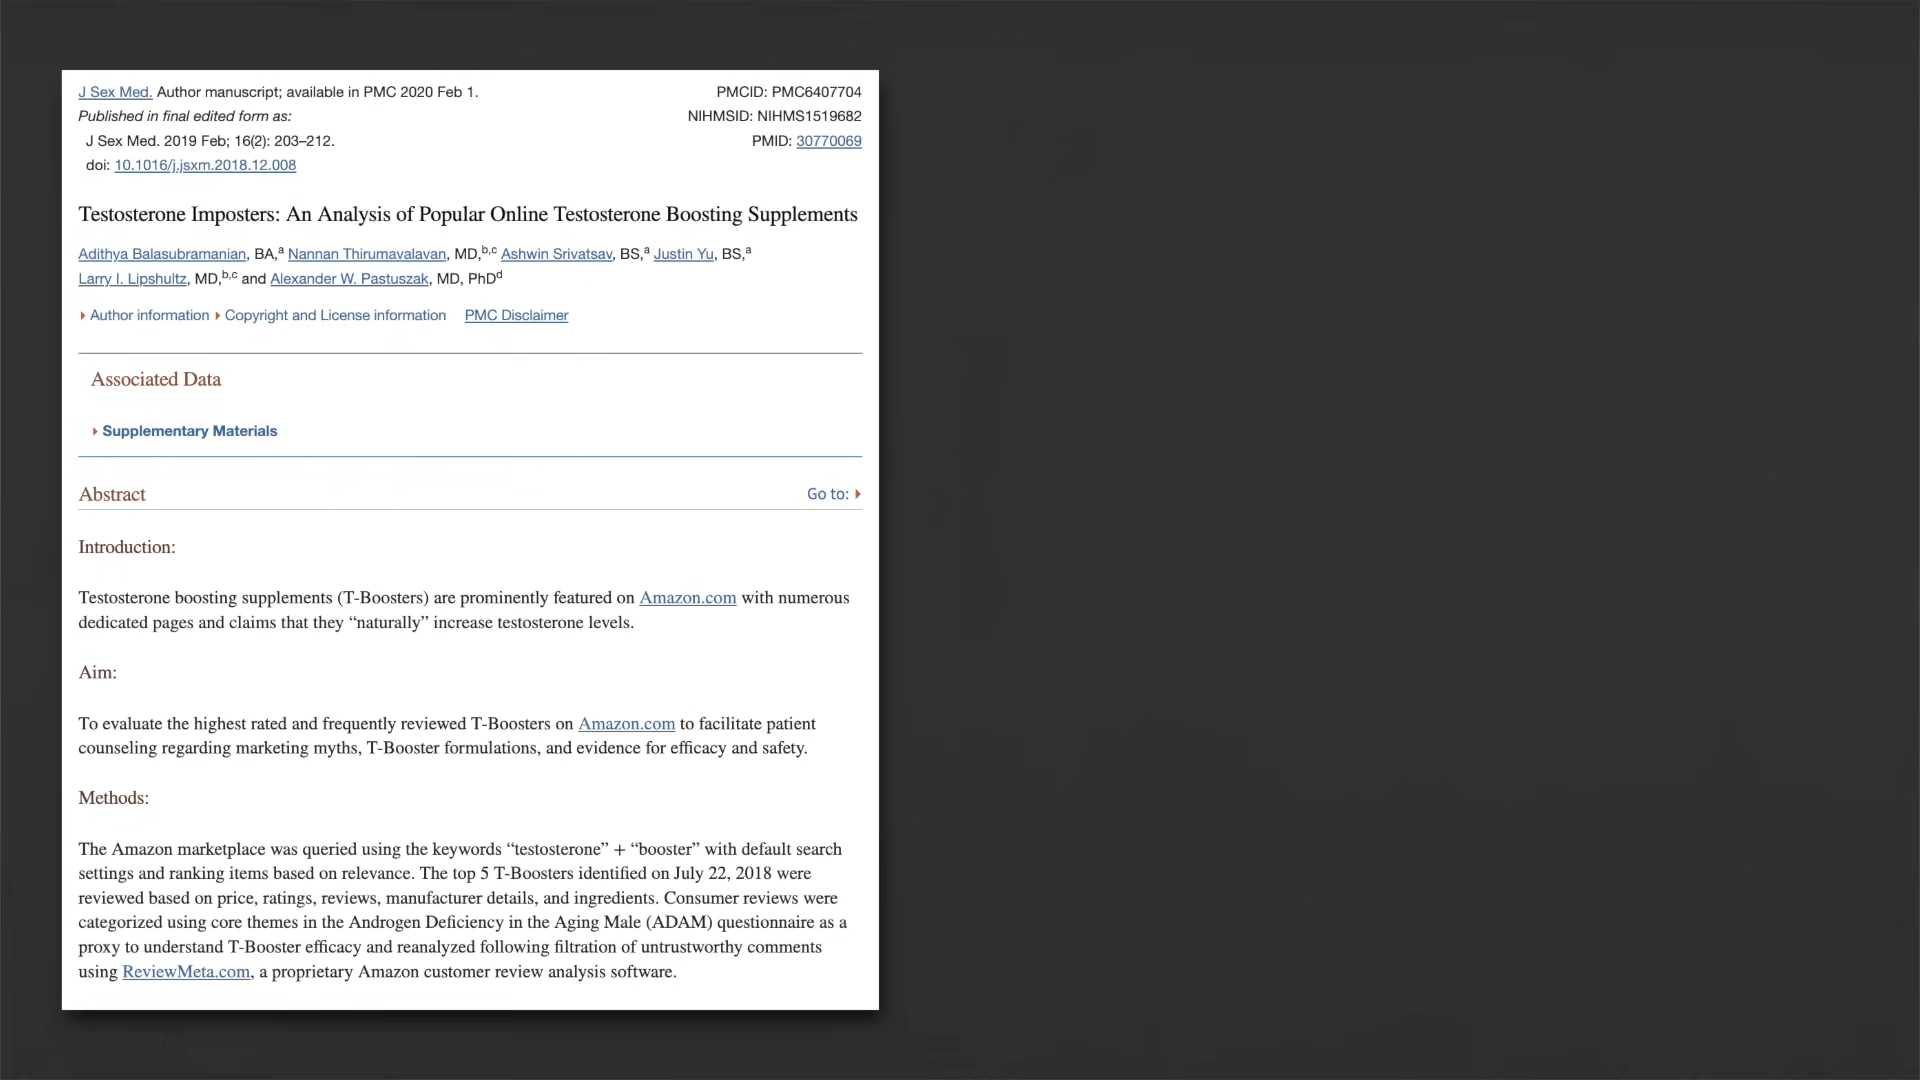 J Sex Med. Author manuscript; available in PMC 2020 Feb 1.
PMCID: PMC6407704
Published in final edited form as:
NIHMSID: NIHMS1519682
J Sex Med. 2019 Feb; 16(2): 203–212.
PMID: 30770069
doi: 10.1016/j.jsxm.2018.12.008
Testosterone Imposters: An Analysis of Popular Online Testosterone Boosting Supplements
Adithya Balasubramanian, BA,a Nannan Thirumavalavan, MD,b,c Ashwin Srivatsav, BS,a Justin Yu, BS,a
Larry I. Lipshultz, MD,b,c and Alexander W. Pastuszak, MD, PhDd
Author information Copyright and License information PMC Disclaimer
Associated Data
Supplementary Materials
Abstract
Go to:
Introduction:
Testosterone boosting supplements (T-Boosters) are prominently featured on Amazon.com with numerous
dedicated pages and claims that they “naturally” increase testosterone levels.
Aim:
To evaluate the highest rated and frequently reviewed T-Boosters on Amazon.com to facilitate patient
counseling regarding marketing myths, T-Booster formulations, and evidence for efficacy and safety.
Methods:
The Amazon marketplace was queried using the keywords “testosterone” + “booster” with default search
settings and ranking items based on relevance. The top 5 T-Boosters identified on July 22, 2018 were
reviewed based on price, ratings, reviews, manufacturer details, and ingredients. Consumer reviews were
categorized using core themes in the Androgen Deficiency in the Aging Male (ADAM) questionnaire as a
proxy to understand T-Booster efficacy and reanalyzed following filtration of untrustworthy comments
using ReviewMeta.com, a proprietary Amazon customer review analysis software.